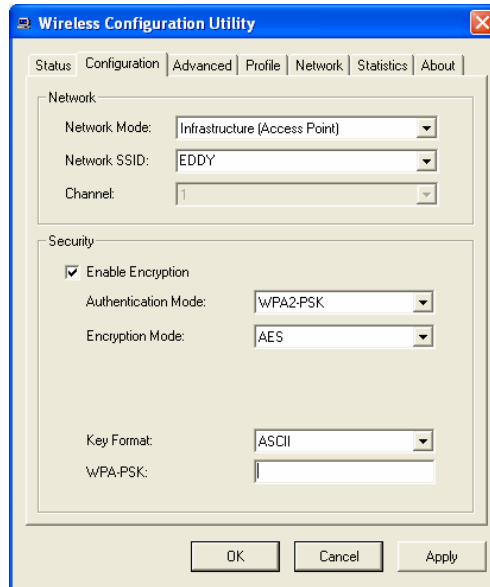 Wireless Configuration Utility
Status Configuration Advanced Profile Network Statistics About
Network
Network Mode: Infrastructure (Access Point)
Network SSID: EDDY
Channel: 1
Security
Enable Encryption
Authentication Mode: WPA2-PSK
Encryption Mode: AES
Key Format: ASCII
WPA-PSK:
OK Cancel Apply